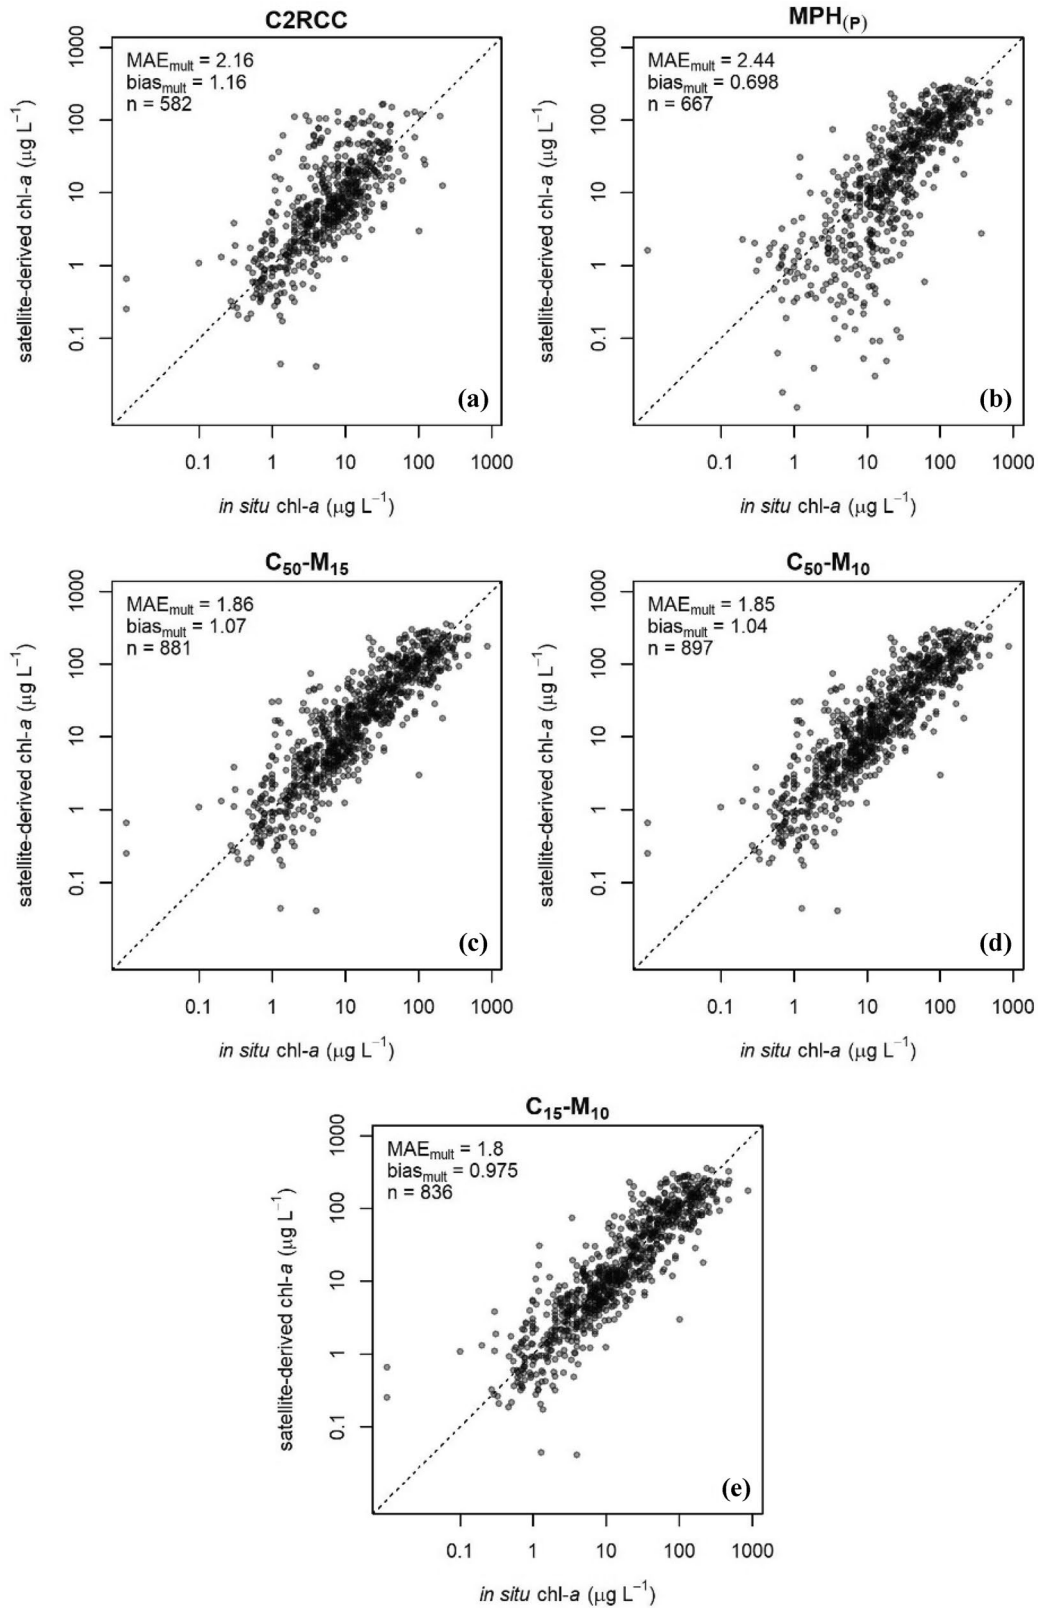 C2RCC
MAEmult = 2.16
biasmult = 1.16
n = 582
1000
100
10
1
0.1
satellite-derived chl-a (μg L−1)
(a)
0.1 1 10 100 1000
in situ chl-a (μg L−1)
MPH(P)
MAEmult = 2.44
biasmult = 0.698
n = 667
1000
100
10
1
0.1
satellite-derived chl-a (μg L−1)
(b)
0.1 1 10 100 1000
in situ chl-a (μg L−1)
C50-M15
MAEmult = 1.86
biasmult = 1.07
n = 881
1000
100
10
1
0.1
satellite-derived chl-a (μg L−1)
(c)
0.1 1 10 100 1000
in situ chl-a (μg L−1)
C50-M10
MAEmult = 1.85
biasmult = 1.04
n = 897
1000
100
10
1
0.1
satellite-derived chl-a (μg L−1)
(d)
0.1 1 10 100 1000
in situ chl-a (μg L−1)
C15-M10
MAEmult = 1.8
biasmult = 0.975
n = 836
1000
100
10
1
0.1
satellite-derived chl-a (μg L−1)
(e)
0.1 1 10 100 1000
in situ chl-a (μg L−1)